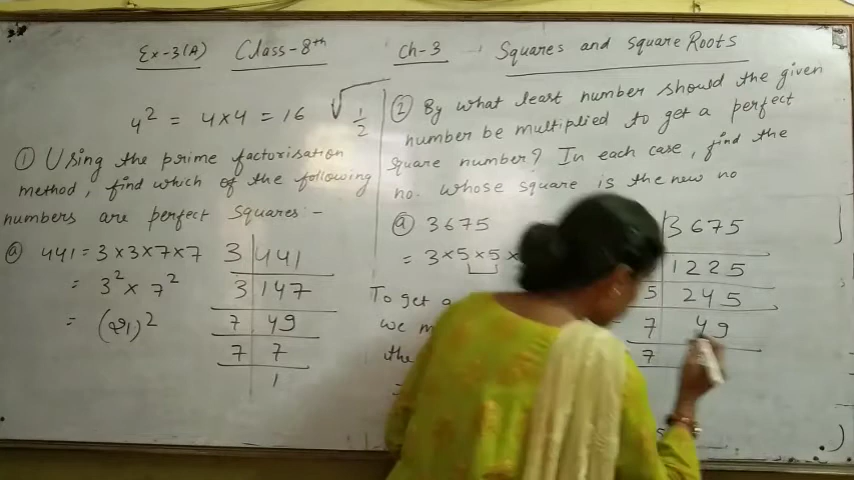 Ex-3(A) Class-8th Ch-3 Squares and Square Roots
4² = 4×4 = 16 √ 1/2
① Using the prime factorisation
method, find which of the following
numbers are perfect squares:-
ⓐ 441 = 3×3×7×7
= 3² × 7²
= (21)²
3 | 441
3 | 147
7 | 49
7 | 7
1
② By what least number should the given
number be multiplied to get a perfect
square number? In each case, find the
no. whose square is the new no
ⓐ 3675
= 3×5×5×
To get a
we
the
3675
1225
5 | 245
7 | 49
7